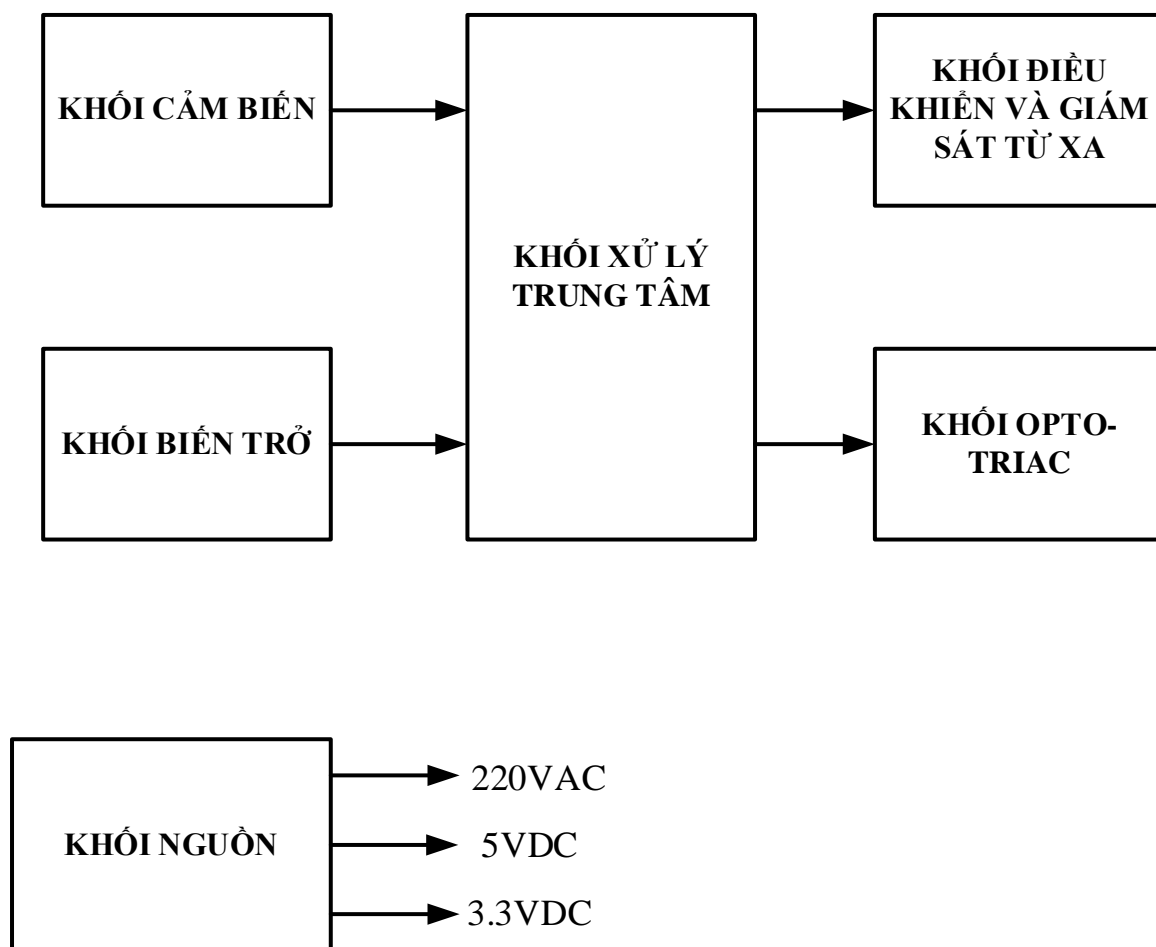 KHỐI CẢM BIẾN
KHỐI BIẾN TRỞ
KHỐI XỬ LÝ
TRUNG TÂM
KHỐI ĐIỀU
KHIỂN VÀ GIÁM
SÁT TỪ XA
KHỐI OPTO-
TRIAC
KHỐI NGUỒN
220VAC
5VDC
3.3VDC